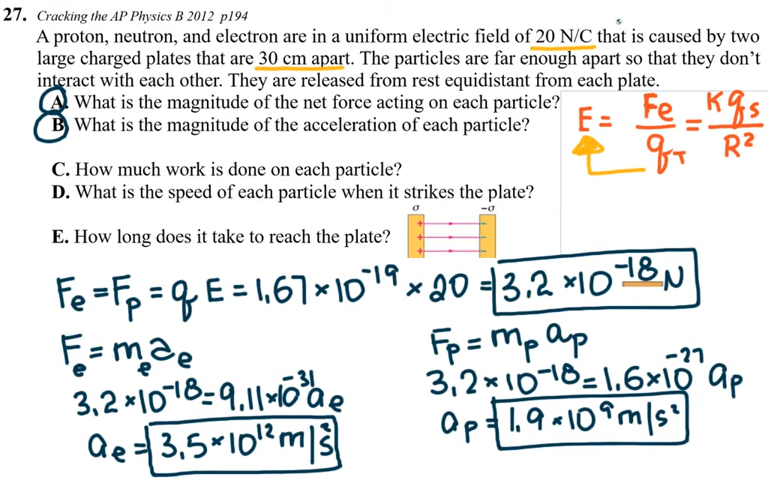 27. Cracking the AP Physics B 2012 p194
A proton, neutron, and electron are in a uniform electric field of 20 N/C that is caused by two
large charged plates that are 30 cm apart. The particles are far enough apart so that they don't
interact with each other. They are released from rest equidistant from each plate.
A. What is the magnitude of the net force acting on each particle?
B. What is the magnitude of the acceleration of each particle?
E = Fe/qT = Kqs/R²
C. How much work is done on each particle?
D. What is the speed of each particle when it strikes the plate?
σ -σ
E. How long does it take to reach the plate?
Fe = Fp = qE = 1.67 × 10⁻¹⁹ × 20 = 3.2 × 10⁻¹⁸ N
Fe = me ae
3.2 × 10⁻¹⁸ = 9.11 × 10⁻³¹ ae
ae = 3.5 × 10¹² m/s²
Fp = mp ap
3.2 × 10⁻¹⁸ = 1.6 × 10⁻²⁷ ap
ap = 1.9 × 10⁹ m/s²